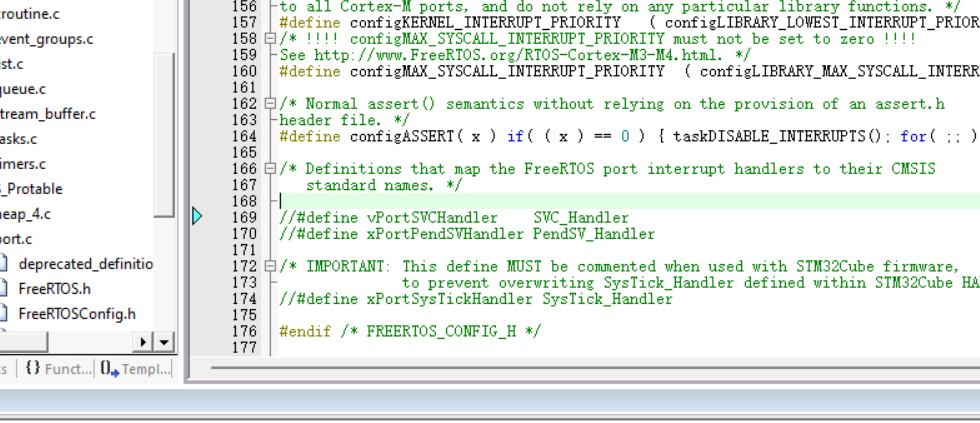 routine.c
event_groups.c
ist.c
queue.c
tream_buffer.c
asks.c
imers.c
S_Protable
heap_4.c
port.c
deprecated_definitio
FreeRTOS.h
FreeRTOSConfig.h
{} Funct... 0 Templ...
156 to all Cortex-M ports, and do not rely on any particular library functions. */
157 #define configKERNEL_INTERRUPT_PRIORITY ( configLIBRARY_LOWEST_INTERRUPT_PRIOR
158 /* !!!! configMAX_SYSCALL_INTERRUPT_PRIORITY must not be set to zero !!!!
159 See http://www.FreeRTOS.org/RTOS-Cortex-M3-M4.html. */
160 #define configMAX_SYSCALL_INTERRUPT_PRIORITY ( configLIBRARY_MAX_SYSCALL_INTERR
161
162 /* Normal assert() semantics without relying on the provision of an assert.h
163 header file. */
164 #define configASSERT( x ) if( ( x ) == 0 ) { taskDISABLE_INTERRUPTS(); for( ;; )
165
166 /* Definitions that map the FreeRTOS port interrupt handlers to their CMSIS
167 standard names. */
168
169 //#define vPortSVCHandler SVC_Handler
170 //#define xPortPendSVHandler PendSV_Handler
171
172 /* IMPORTANT: This define MUST be commented when used with STM32Cube firmware,
173 to prevent overwriting SysTick_Handler defined within STM32Cube HA
174 //#define xPortSysTickHandler SysTick_Handler
175
176 #endif /* FREERTOS_CONFIG_H */
177